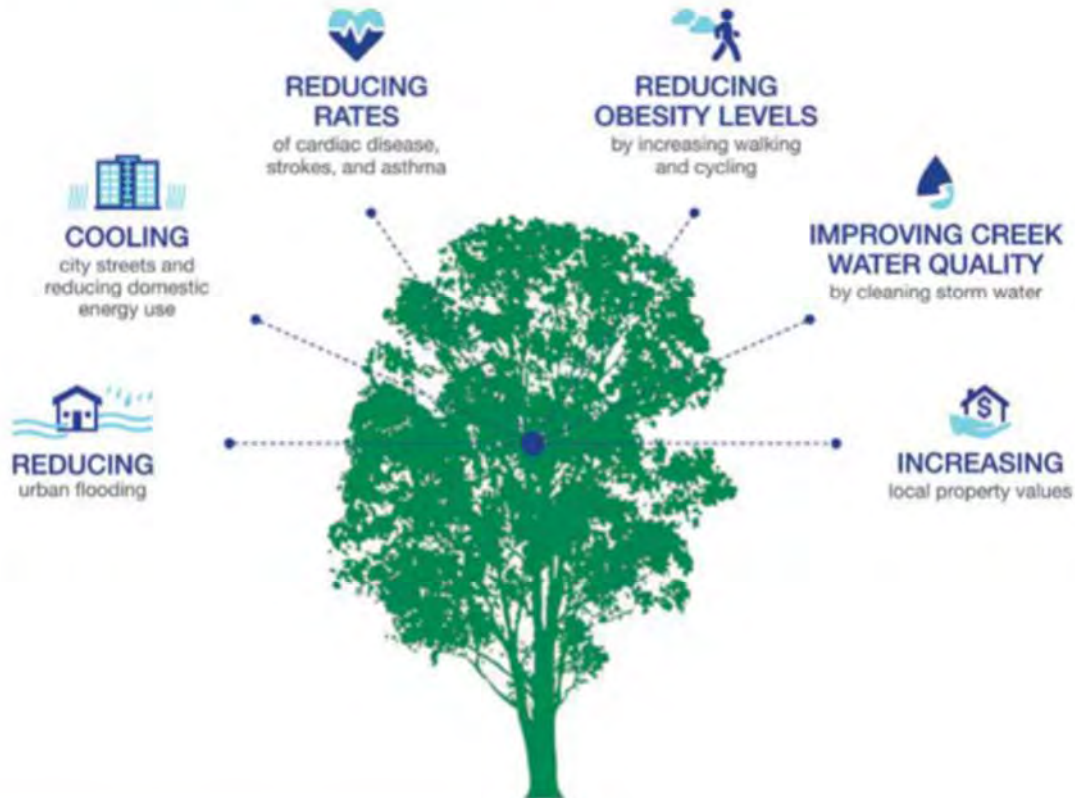 REDUCING
RATES
of cardiac disease,
strokes, and asthma
REDUCING
OBESITY LEVELS
by increasing walking
and cycling
COOLING
city streets and
reducing domestic
energy use
IMPROVING CREEK
WATER QUALITY
by cleaning storm water
REDUCING
urban flooding
$
INCREASING
local property values